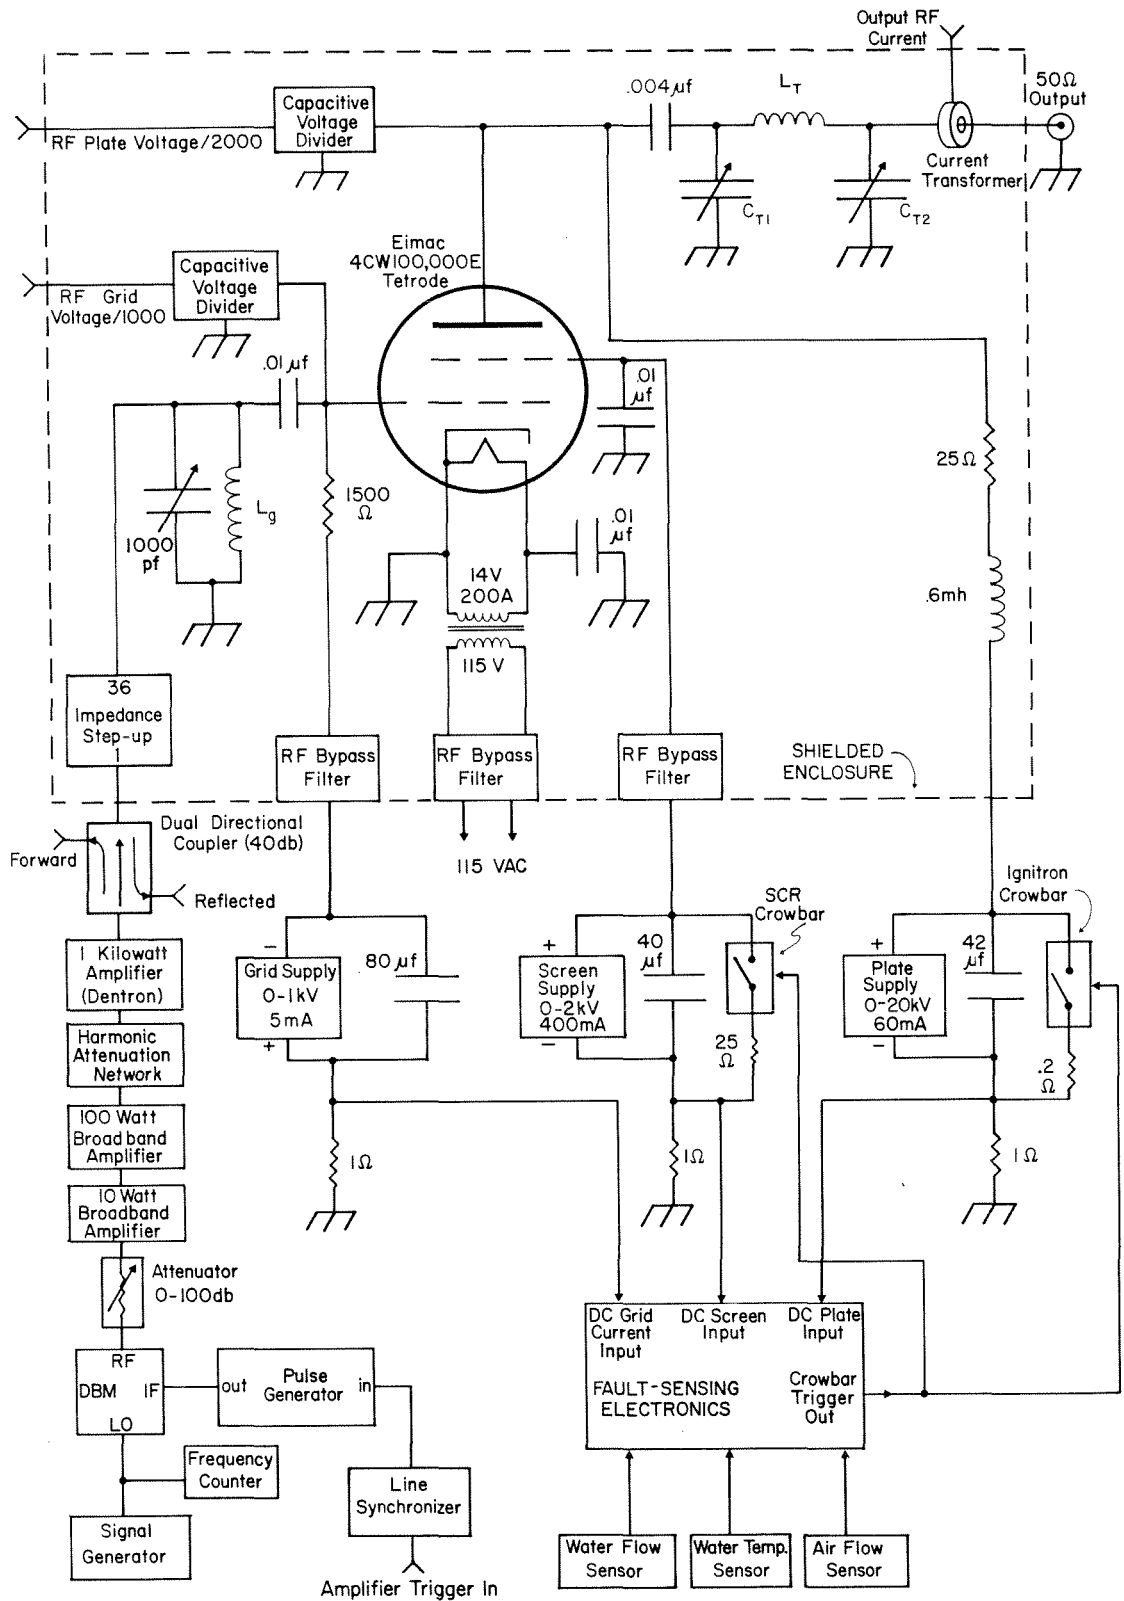 Output RF
Current
50Ω
Output
.004μf
L_T
Capacitive
Voltage
Divider
RF Plate Voltage/2000
Current
Transformer
C_T1
C_T2
Eimac
4CW100,000E
Tetrode
Capacitive
Voltage
Divider
RF Grid
Voltage/1000
.01μf
.01
μf
25Ω
1500
Ω
L_g
1000
pf
.01
μf
14V
200A
.6mh
115 V
36
Impedance
Step-up
1
RF Bypass
Filter
RF Bypass
Filter
RF Bypass
Filter
SHIELDED
ENCLOSURE
Dual Directional
Coupler (40db)
Forward
Reflected
115 VAC
SCR
Crowbar
Ignitron
Crowbar
1 Kilowatt
Amplifier
(Dentron)
−
Grid Supply
0-1kV
5mA
+
80μf
+
Screen
Supply
0-2kV
400mA
−
40
μf
25
Ω
+
Plate
Supply
0-20kV
60mA
−
42
μf
.2
Ω
Harmonic
Attenuation
Network
100 Watt
Broadband
Amplifier
1Ω
1Ω
1Ω
10 Watt
Broadband
Amplifier
Attenuator
0-100db
RF
DBM IF
LO
out Pulse Generator in
DC Grid
Current
Input
DC Screen
Input
DC Plate
Input
FAULT-SENSING
ELECTRONICS
Crowbar
Trigger
Out
Frequency
Counter
Line
Synchronizer
Signal
Generator
Amplifier Trigger In
Water Flow
Sensor
Water Temp.
Sensor
Air Flow
Sensor